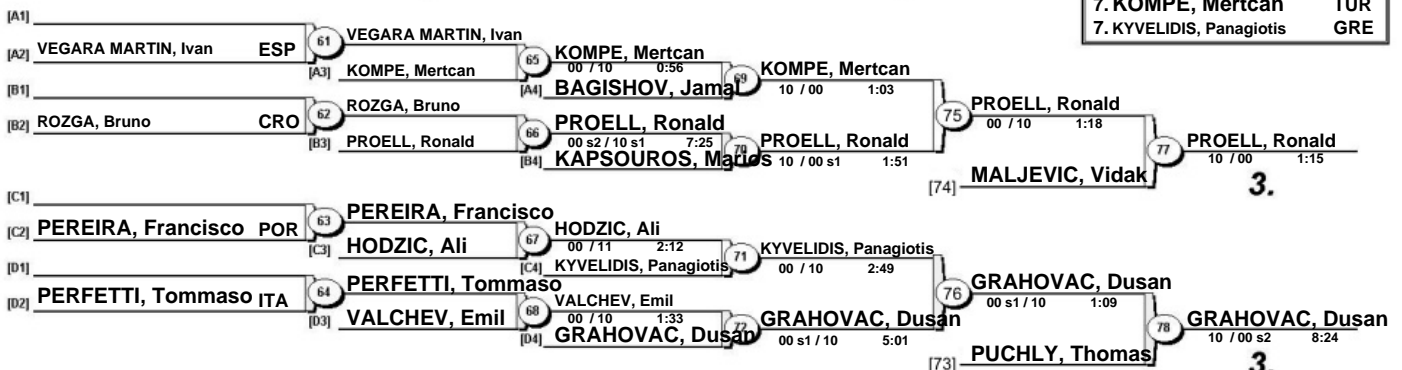 7. KOMPE, Mertcan TUR
7. KYVELIDIS, Panagiotis GRE
[A1]
[A2] VEGARA MARTIN, Ivan ESP
61
VEGARA MARTIN, Ivan
[A3] KOMPE, Mertcan
65
KOMPE, Mertcan
00 / 10 0:56
[A4] BAGISHOV, Jamal
69
KOMPE, Mertcan
10 / 00 1:03
[B1]
[B2] ROZGA, Bruno CRO
62
ROZGA, Bruno
[B3] PROELL, Ronald
66
PROELL, Ronald
00 s2 / 10 s1 7:25
[B4] KAPSOUROS, Marios
70
PROELL, Ronald
10 / 00 s1 1:51
75
PROELL, Ronald
00 / 10 1:18
[74] MALJEVIC, Vidak
77
PROELL, Ronald
10 / 00 1:15
3.
[C1]
[C2] PEREIRA, Francisco POR
63
PEREIRA, Francisco
[C3] HODZIC, Ali
67
HODZIC, Ali
00 / 11 2:12
[C4] KYVELIDIS, Panagiotis
71
KYVELIDIS, Panagiotis
00 / 10 2:49
[D1]
[D2] PERFETTI, Tommaso ITA
64
PERFETTI, Tommaso
[D3] VALCHEV, Emil
68
VALCHEV, Emil
00 / 10 1:33
[D4] GRAHOVAC, Dusan
72
GRAHOVAC, Dusan
00 s1 / 10 5:01
76
GRAHOVAC, Dusan
00 s1 / 10 1:09
[73] PUCHLY, Thomas
78
GRAHOVAC, Dusan
10 / 00 s2 8:24
3.